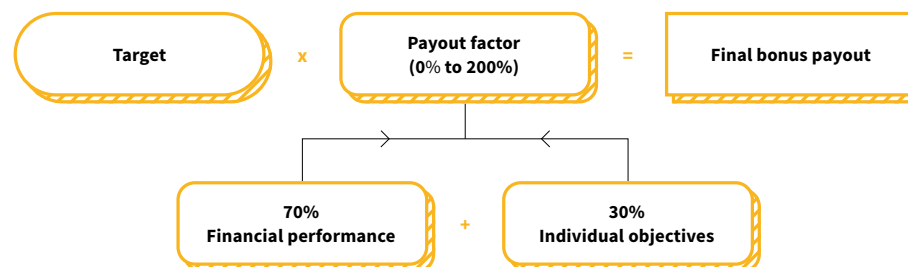 Target
x
Payout factor
(0% to 200%)
=
Final bonus payout
70%
Financial performance
+
30%
Individual objectives